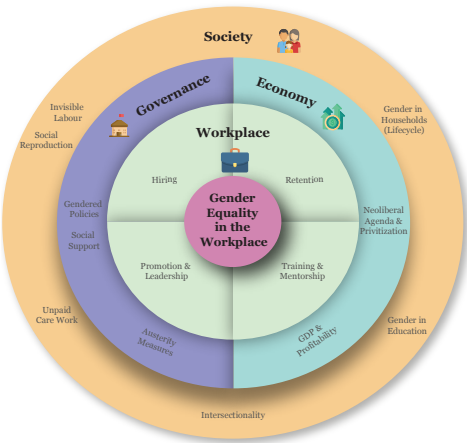 Society
Governance
Economy
Invisible
Labour
Social
Reproduction
Gender in
Households
(Lifecycle)
Workplace
Hiring
Retention
Gendered
Policies
Social
Support
Gender
Equality
in the
Workplace
Neoliberal
Agenda &
Privitization
Promotion &
Leadership
Training &
Mentorship
Unpaid
Care Work
Austerity
Measures
GDP &
Profitability
Gender in
Education
Intersectionality